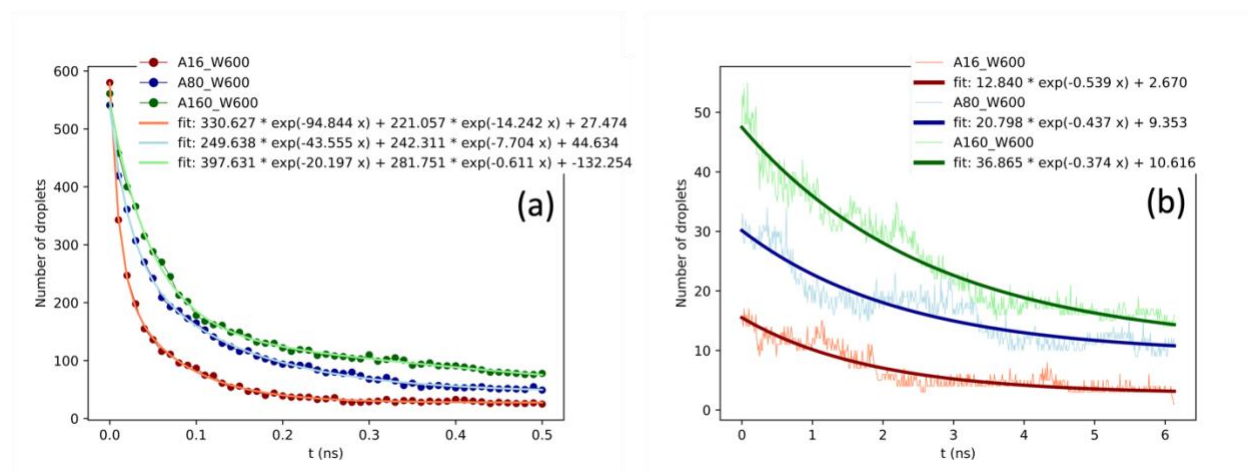 A16_W600
A80_W600
A160_W600
fit: 330.627 * exp(-94.844 x) + 221.057 * exp(-14.242 x) + 27.474
fit: 249.638 * exp(-43.555 x) + 242.311 * exp(-7.704 x) + 44.634
fit: 397.631 * exp(-20.197 x) + 281.751 * exp(-0.611 x) + -132.254
(a)
600
500
400
300
200
100
0
Number of droplets
0.0 0.1 0.2 0.3 0.4 0.5
t (ns)
A16_W600
fit: 12.840 * exp(-0.539 x) + 2.670
A80_W600
fit: 20.798 * exp(-0.437 x) + 9.353
A160_W600
fit: 36.865 * exp(-0.374 x) + 10.616
(b)
50
40
30
20
10
0
Number of droplets
0 1 2 3 4 5 6
t (ns)